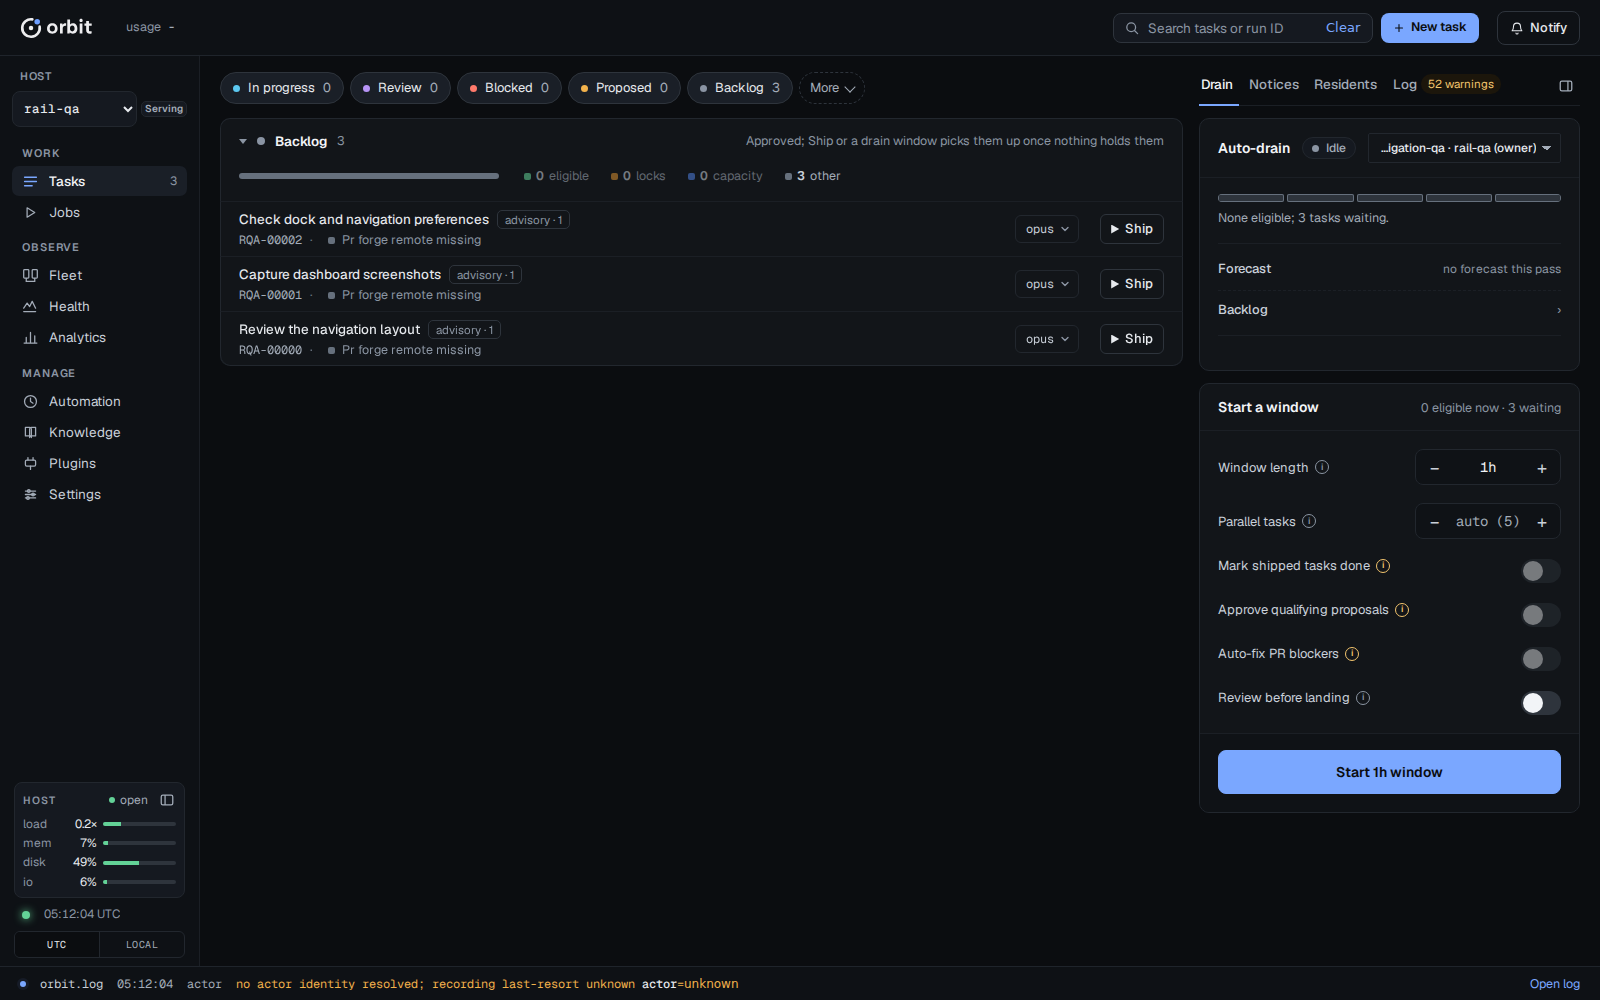 orbit
usage -
Search tasks or run ID
Clear
+ New task
Notify
HOST
rail-qa
Serving
WORK
Tasks 3
Jobs
OBSERVE
Fleet
Health
Analytics
MANAGE
Automation
Knowledge
Plugins
Settings
HOST
open
load 0.2×
mem 7%
disk 49%
io 6%
05:12:04 UTC
UTC
LOCAL
In progress 0
Review 0
Blocked 0
Proposed 0
Backlog 3
More
Backlog 3
Approved; Ship or a drain window picks them up once nothing holds them
0 eligible
0 locks
0 capacity
3 other
Check dock and navigation preferences
advisory · 1
RQA-00002 ·
Pr forge remote missing
opus
Ship
Capture dashboard screenshots
advisory · 1
RQA-00001 ·
Pr forge remote missing
opus
Ship
Review the navigation layout
advisory · 1
RQA-00000 ·
Pr forge remote missing
opus
Ship
Drain
Notices
Residents
Log
52 warnings
Auto-drain
Idle
…igation-qa · rail-qa (owner)
None eligible; 3 tasks waiting.
Forecast
no forecast this pass
Backlog ›
Start a window
0 eligible now · 3 waiting
Window length
− 1h +
Parallel tasks
− auto (5) +
Mark shipped tasks done
Approve qualifying proposals
Auto-fix PR blockers
Review before landing
Start 1h window
orbit.log 05:12:04 actor no actor identity resolved; recording last-resort unknown actor=unknown
Open log